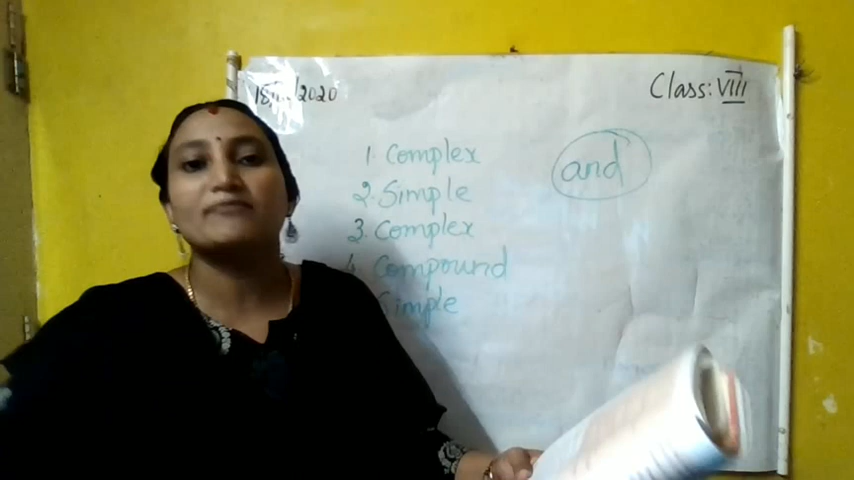 2020
Class: VIII
1. Complex
and
2. Simple
3. Complex
4. Compound
Simple